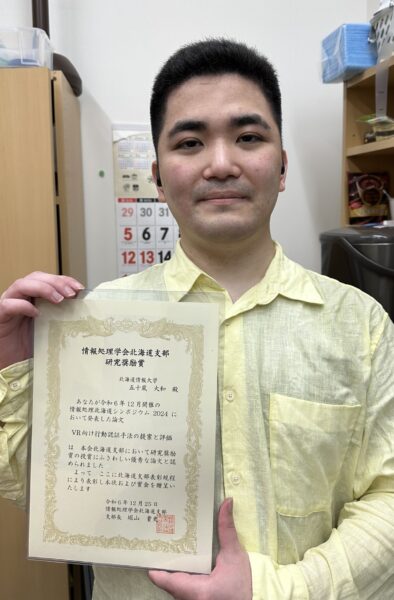 29 30 31
5 6 7
12 13 14
情報処理学会北海道支部
研究奨励賞
北海道情報大学
五十嵐 大和 殿
あなたが令和6年12月開催の
情報処理北海道シンポジウム 2024 に
おいて発表した論文
VR向け行動認証手法の提案と評価
は 本会北海道支部において研究奨励
賞の授賞にふさわしい優秀な論文と認
められました
よって ここに北海道支部表彰規程
により表彰し本状および賞金を贈呈い
たします
令和6年12月25日
情報処理学会北海道支部
支部長